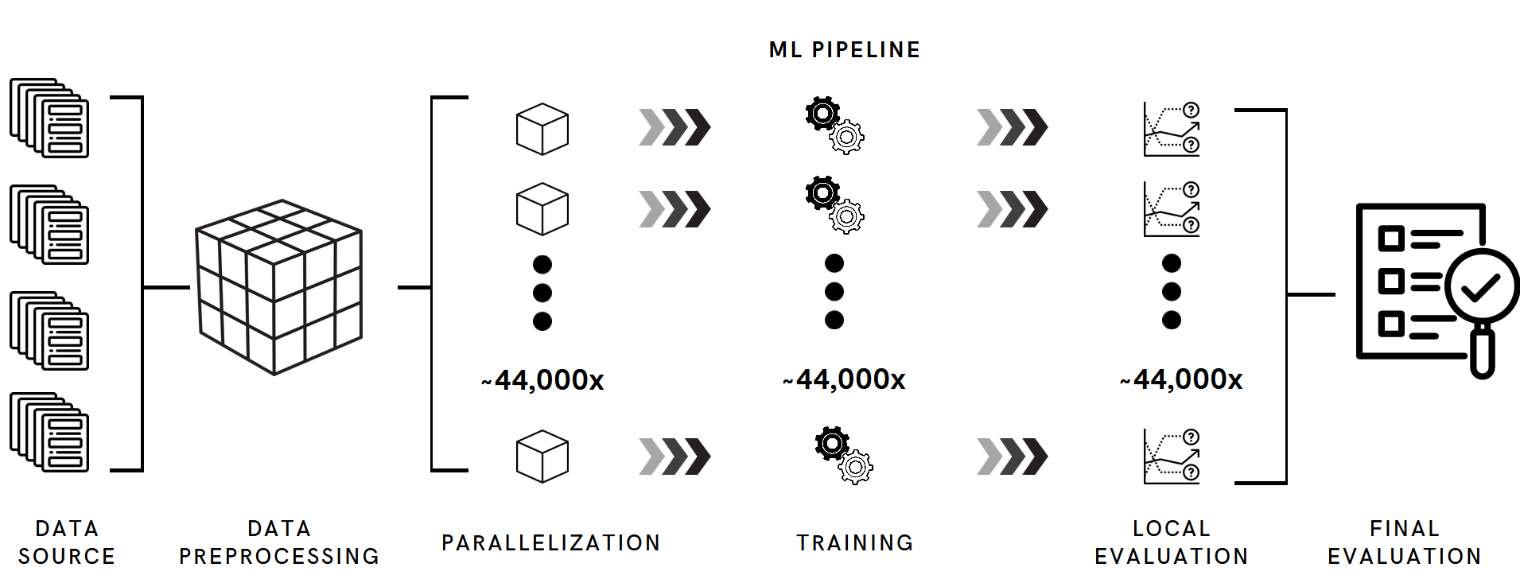 ML PIPELINE
~44,000x
~44,000x
~44,000x
DATA
SOURCE
DATA
PREPROCESSING
PARALLELIZATION
TRAINING
LOCAL
EVALUATION
FINAL
EVALUATION